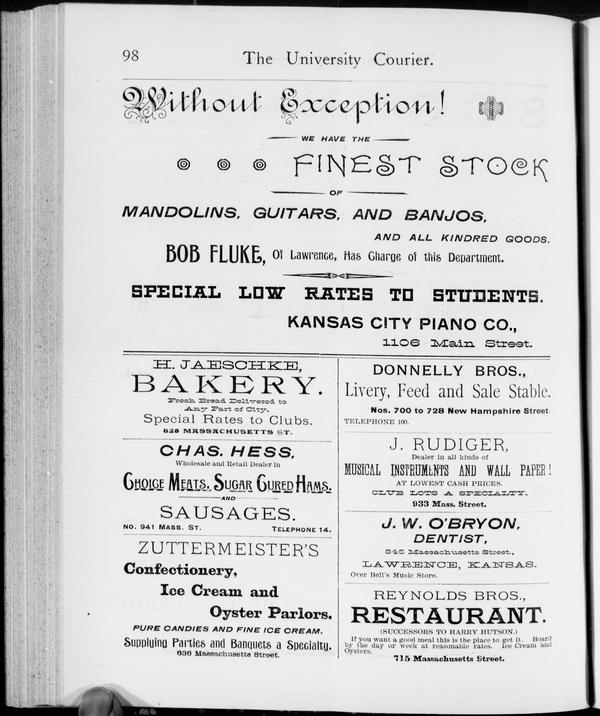 98
The University Courier.
Without Exception!
WE HAVE THE
FINEST STOCK
OF
MANDOLINS, GUITARS, AND BANJOS,
AND ALL KINDRED GOODS.
BOB FLUKE, Of Lawrence, Has Charge of this Department.
SPECIAL LOW RATES TO STUDENTS.
KANSAS CITY PIANO CO.,
1106 Main Street.
H. JAESCHKE,
BAKERY.
Fresh Bread Delivered to
Any Part of City.
Special Rates to Clubs.
828 MASSACHUSETTS ST.
CHAS. HESS,
Wholesale and Retail Dealer in
Choice Meats, Sugar Cured Hams,
AND
SAUSAGES.
NO. 941 MASS. ST. TELEPHONE 14.
ZUTTERMEISTER'S
Confectionery,
Ice Cream and
Oyster Parlors.
PURE CANDIES AND FINE ICE CREAM.
Supplying Parties and Banquets a Specialty.
636 Massachusetts Street.
DONNELLY BROS.,
Livery, Feed and Sale Stable.
Nos. 700 to 728 New Hampshire Street
TELEPHONE 100.
J. RUDIGER,
Dealer in all kinds of
MUSICAL INSTRUMENTS AND WALL PAPER!
AT LOWEST CASH PRICES.
CLUB LOTS A SPECIALTY.
933 Mass. Street.
J. W. O'BRYON,
DENTIST,
845 Massachusetts Street.,
LAWRENCE, KANSAS.
Over Bell's Music Store.
REYNOLDS BROS.,
RESTAURANT.
(SUCCESSORS TO HARRY HUTSON.)
If you want a good meal this is the place to get it. Board
by the day or week at reasonable rates. Ice Cream and
Oysters.
715 Massachusetts Street.